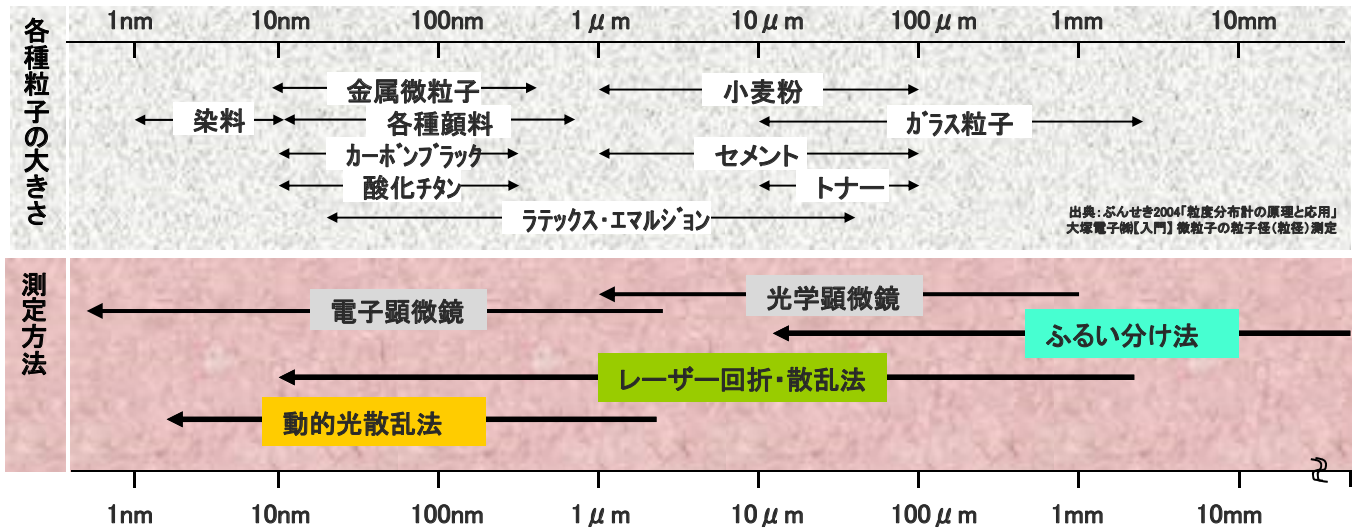 各種粒子の大きさ
1nm 10nm 100nm 1μm 10μm 100μm 1mm 10mm
金属微粒子 小麦粉
染料 各種顔料 ガラス粒子
カーボンブラック セメント
酸化チタン トナー
ラテックス・エマルジョン
出典:ぶんせき2004「粒度分布計の原理と応用」
大塚電子㈱【入門】 微粒子の粒子径(粒径)測定
測定方法
電子顕微鏡 光学顕微鏡
ふるい分け法
レーザー回折・散乱法
動的光散乱法
1nm 10nm 100nm 1μm 10μm 100μm 1mm 10mm